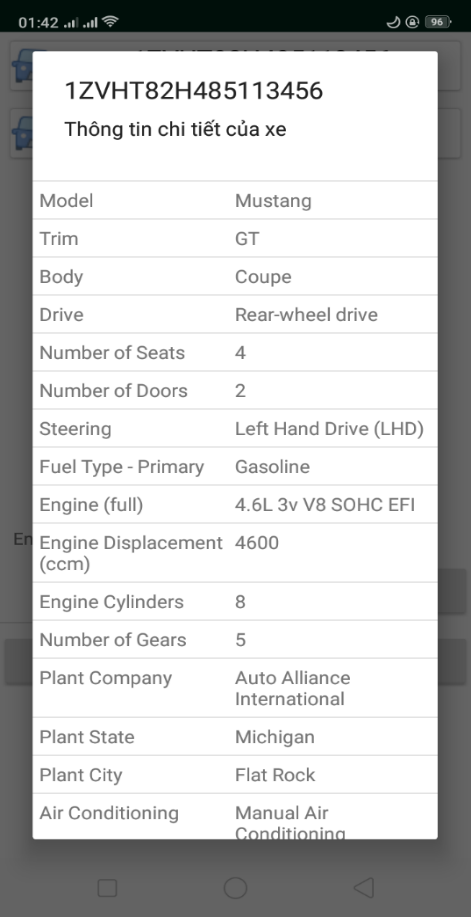 01:42
96
1ZVHT82H485113456
Thông tin chi tiết của xe
Model Mustang
Trim GT
Body Coupe
Drive Rear-wheel drive
Number of Seats 4
Number of Doors 2
Steering Left Hand Drive (LHD)
Fuel Type - Primary Gasoline
Engine (full) 4.6L 3v V8 SOHC EFI
En
Engine Displacement 4600
(ccm)
Engine Cylinders 8
Number of Gears 5
Plant Company Auto Alliance
International
Plant State Michigan
Plant City Flat Rock
Air Conditioning Manual Air
Conditioning